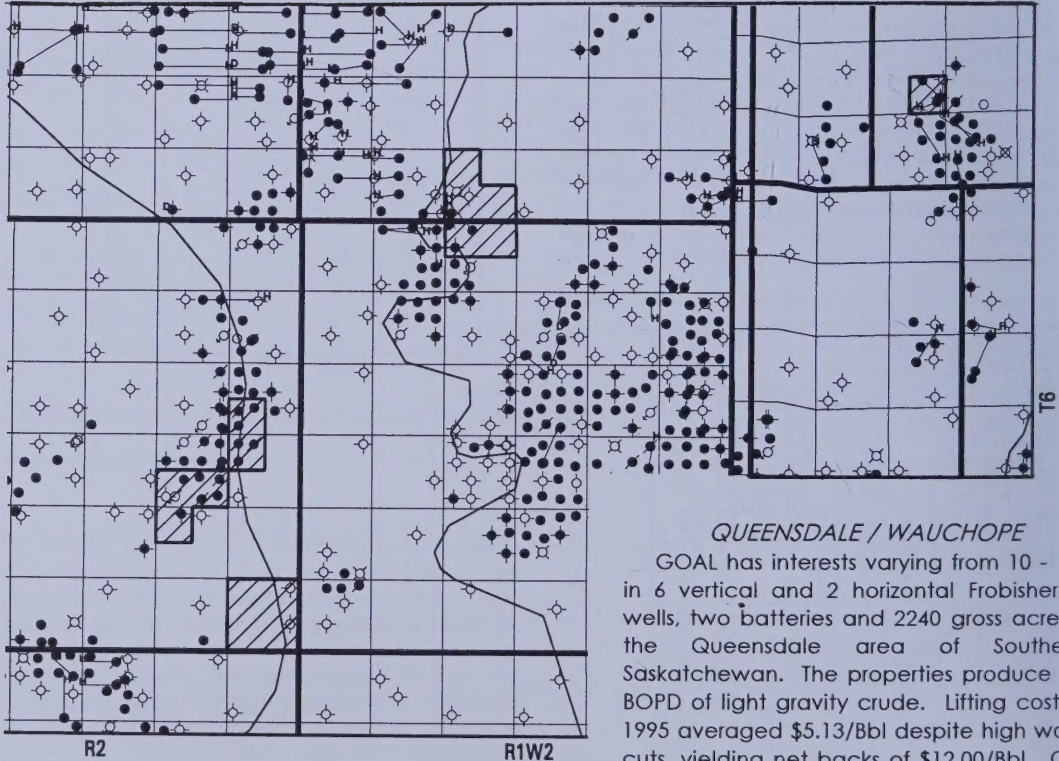 T6
R2
R1W2
QUEENSDALE / WAUCHOPE
GOAL has interests varying from 10 -
in 6 vertical and 2 horizontal Frobisher
wells, two batteries and 2240 gross acre
the Queensdale area of Southe
Saskatchewan. The properties produce
BOPD of light gravity crude. Lifting cost
1995 averaged $5.13/Bbl despite high wa
cuts, yielding net backs of $12.00/Bbl.